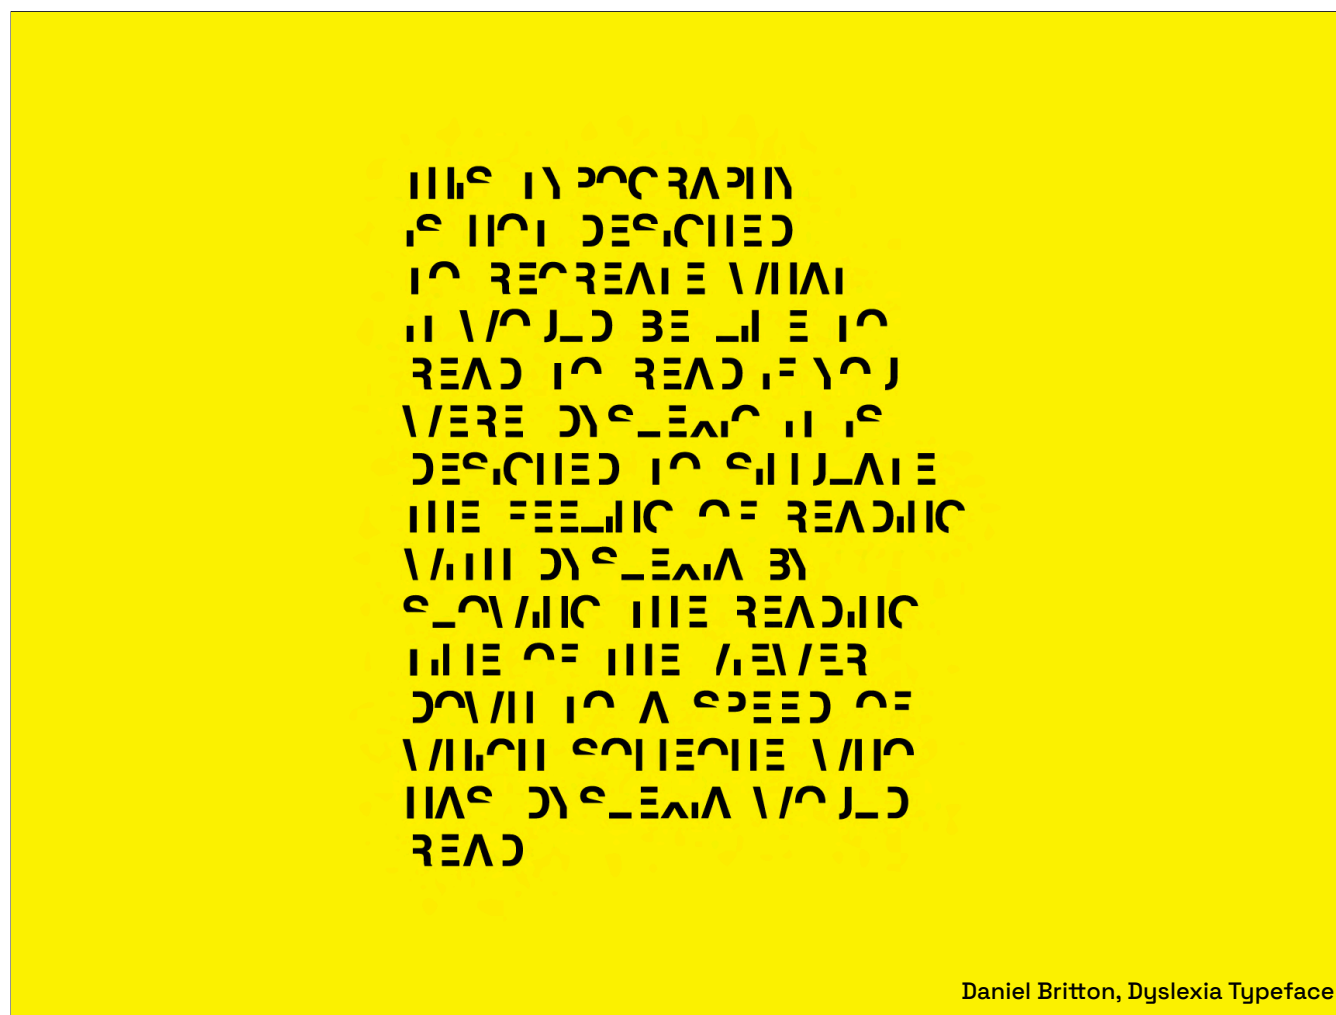 THIS TYPOGRAPHY
IS NOT DESIGNED
TO RECREATE WHAT
IT WOULD BE LIKE TO
READ TO READ IF YOU
WERE DYSLEXIC IT IS
DESIGNED TO SIMULATE
THE FEELING OF READING
WITH DYSLEXIA BY
SLOWING THE READING
TIME OF THE VIEWER
DOWN TO A SPEED OF
WHICH SOMEONE WHO
HAS DYSLEXIA WOULD
READ
Daniel Britton, Dyslexia Typeface